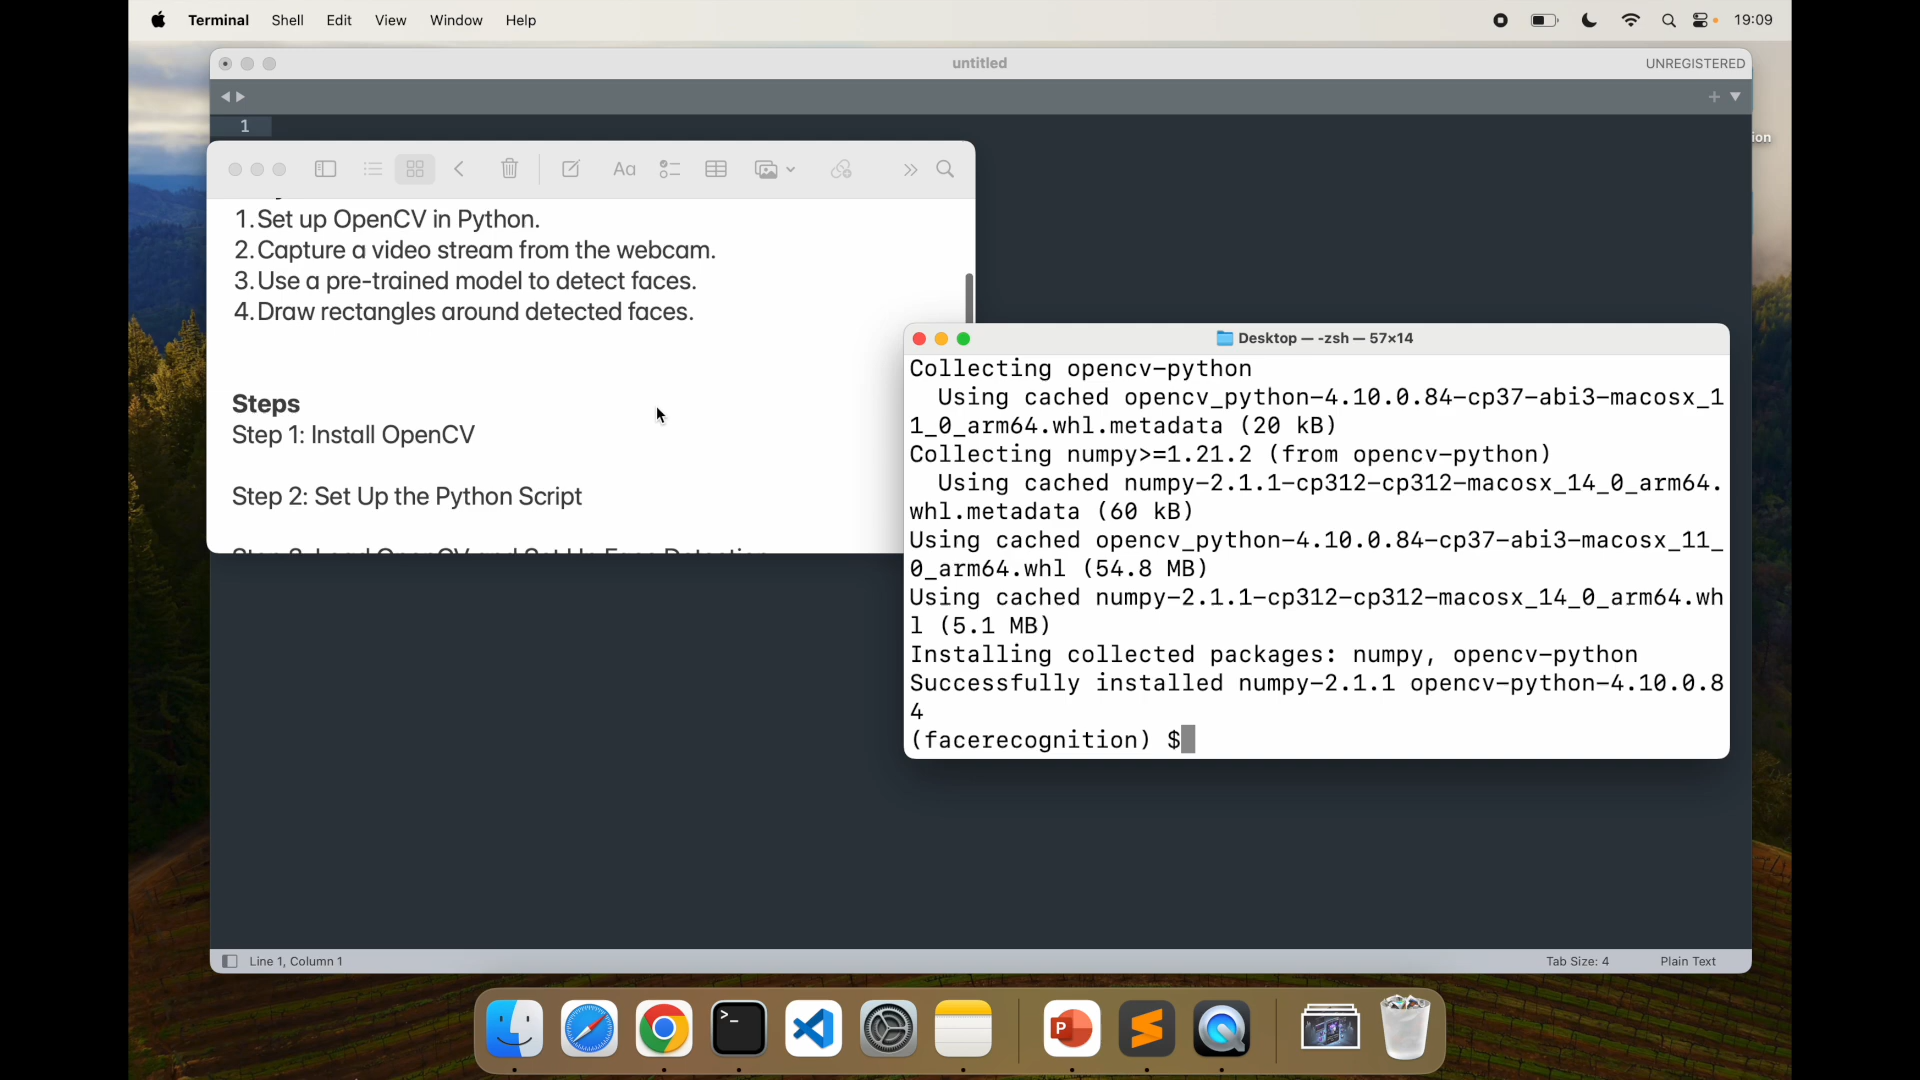 Terminal Shell Edit View Window Help 19:09
untitled UNREGISTERED
1
ion
1. Set up OpenCV in Python.
2. Capture a video stream from the webcam.
3. Use a pre-trained model to detect faces.
4. Draw rectangles around detected faces.
Steps
Step 1: Install OpenCV
Step 2: Set Up the Python Script
Desktop — -zsh — 57×14
Collecting opencv-python
Using cached opencv_python-4.10.0.84-cp37-abi3-macosx_1
1_0_arm64.whl.metadata (20 kB)
Collecting numpy>=1.21.2 (from opencv-python)
Using cached numpy-2.1.1-cp312-cp312-macosx_14_0_arm64.
whl.metadata (60 kB)
Using cached opencv_python-4.10.0.84-cp37-abi3-macosx_11_
0_arm64.whl (54.8 MB)
Using cached numpy-2.1.1-cp312-cp312-macosx_14_0_arm64.wh
l (5.1 MB)
Installing collected packages: numpy, opencv-python
Successfully installed numpy-2.1.1 opencv-python-4.10.0.8
4
(facerecognition) $
Line 1, Column 1 Tab Size: 4 Plain Text